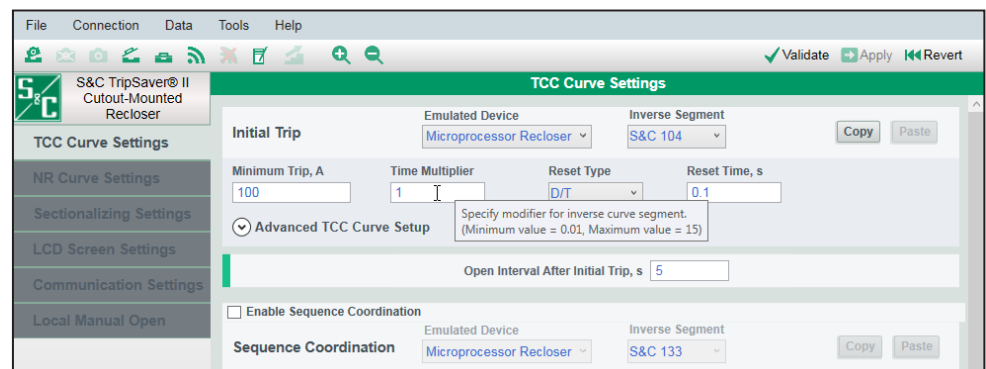 File Connection Data Tools Help
Validate Apply Revert
S&C
S&C TripSaver® II
Cutout-Mounted
Recloser
TCC Curve Settings
NR Curve Settings
Sectionalizing Settings
LCD Screen Settings
Communication Settings
Local Manual Open
TCC Curve Settings
Emulated Device Inverse Segment
Initial Trip Microprocessor Recloser S&C 104 Copy Paste
Minimum Trip, A Time Multiplier Reset Type Reset Time, s
100 1 D/T 0.1
Specify modifier for inverse curve segment.
(Minimum value = 0.01, Maximum value = 15)
Advanced TCC Curve Setup
Open Interval After Initial Trip, s 5
Enable Sequence Coordination
Emulated Device Inverse Segment
Sequence Coordination Microprocessor Recloser S&C 133 Copy Paste